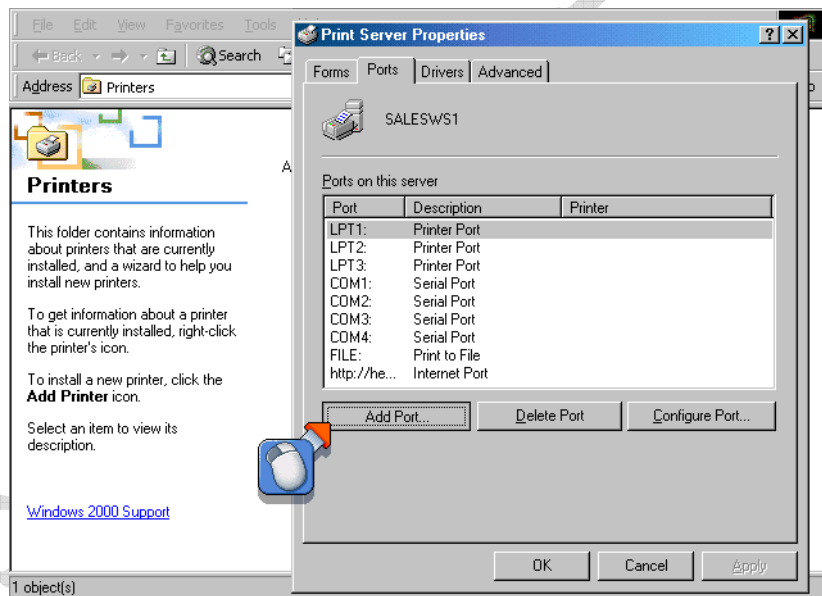 File Edit View Favorites Tools
Back Search
Address Printers
Printers
This folder contains information
about printers that are currently
installed, and a wizard to help you
install new printers.
To get information about a printer
that is currently installed, right-click
the printer's icon.
To install a new printer, click the
Add Printer icon.
Select an item to view its
description.
Windows 2000 Support
1 object(s)
Print Server Properties
Forms Ports Drivers Advanced
SALESWS1
Ports on this server
Port Description Printer
LPT1: Printer Port
LPT2: Printer Port
LPT3: Printer Port
COM1: Serial Port
COM2: Serial Port
COM3: Serial Port
COM4: Serial Port
FILE: Print to File
http://he... Internet Port
Add Port... Delete Port Configure Port...
OK Cancel Apply